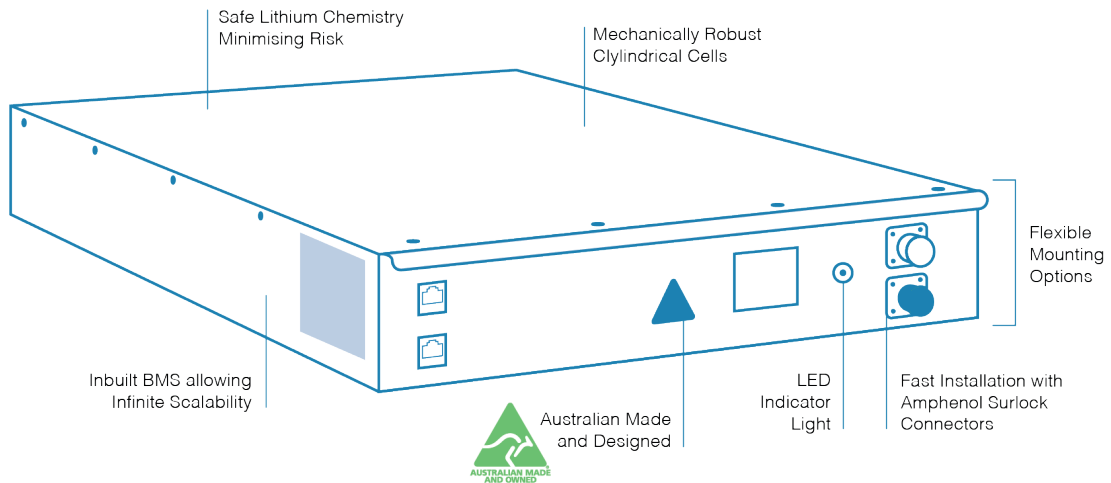 Safe Lithium Chemistry
Minimising Risk
Mechanically Robust
Clylindrical Cells
Flexible
Mounting
Options
Inbuilt BMS allowing
Infinite Scalability
Australian Made
and Designed
LED
Indicator
Light
Fast Installation with
Amphenol Surlock
Connectors
AUSTRALIAN MADE
AND OWNED